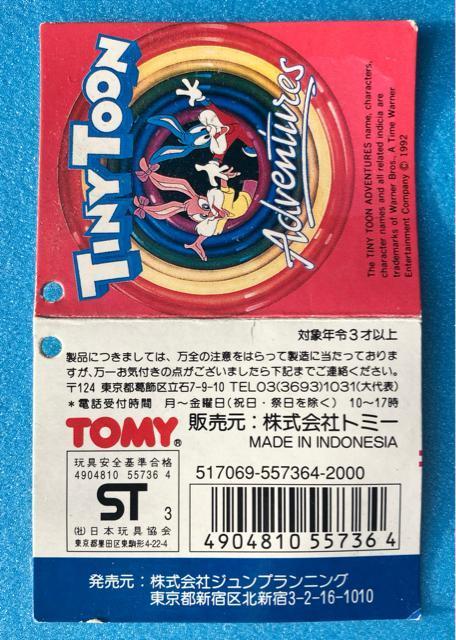 TINY TOON
Adventures
The TINY TOON ADVENTURES name, characters,
character names and all related indicia are
trademarks of Warner Bros., A Time Warner
Entertainment Company © 1992
対象年令3才以上
製品につきましては、万全の注意をはらって製造に当たっておりま
すが、万一お気付きの点がございましたら下記までご連絡ください。
〒124 東京都葛飾区立石7-9-10 TEL03(3693)1031(大代表)
*電話受付時間 月～金曜日(祝日・祭日を除く) 10～17時
TOMY® 販売元：株式会社トミー
MADE IN INDONESIA
玩具安全基準合格
4904810 55736 4
ST 3
(社)日本玩具協会
東京都墨田区東駒形4-22-4
517069-557364-2000
4904810 557364
発売元：株式会社ジュンプランニング
東京都新宿区北新宿3-2-16-1010